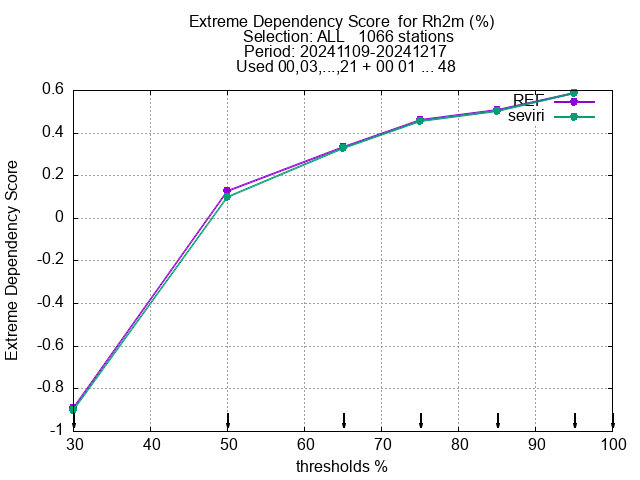 Extreme Dependency Score  for Rh2m (%)
Selection: ALL   1066 stations
Period: 20241109-20241217
Used 00,03,...,21 + 00 01 ... 48
0.6
REF
seviri
0.4
0.2
0
-0.2
-0.4
-0.6
-0.8
-1
Extreme Dependency Score
30 40 50 60 70 80 90 100
thresholds %